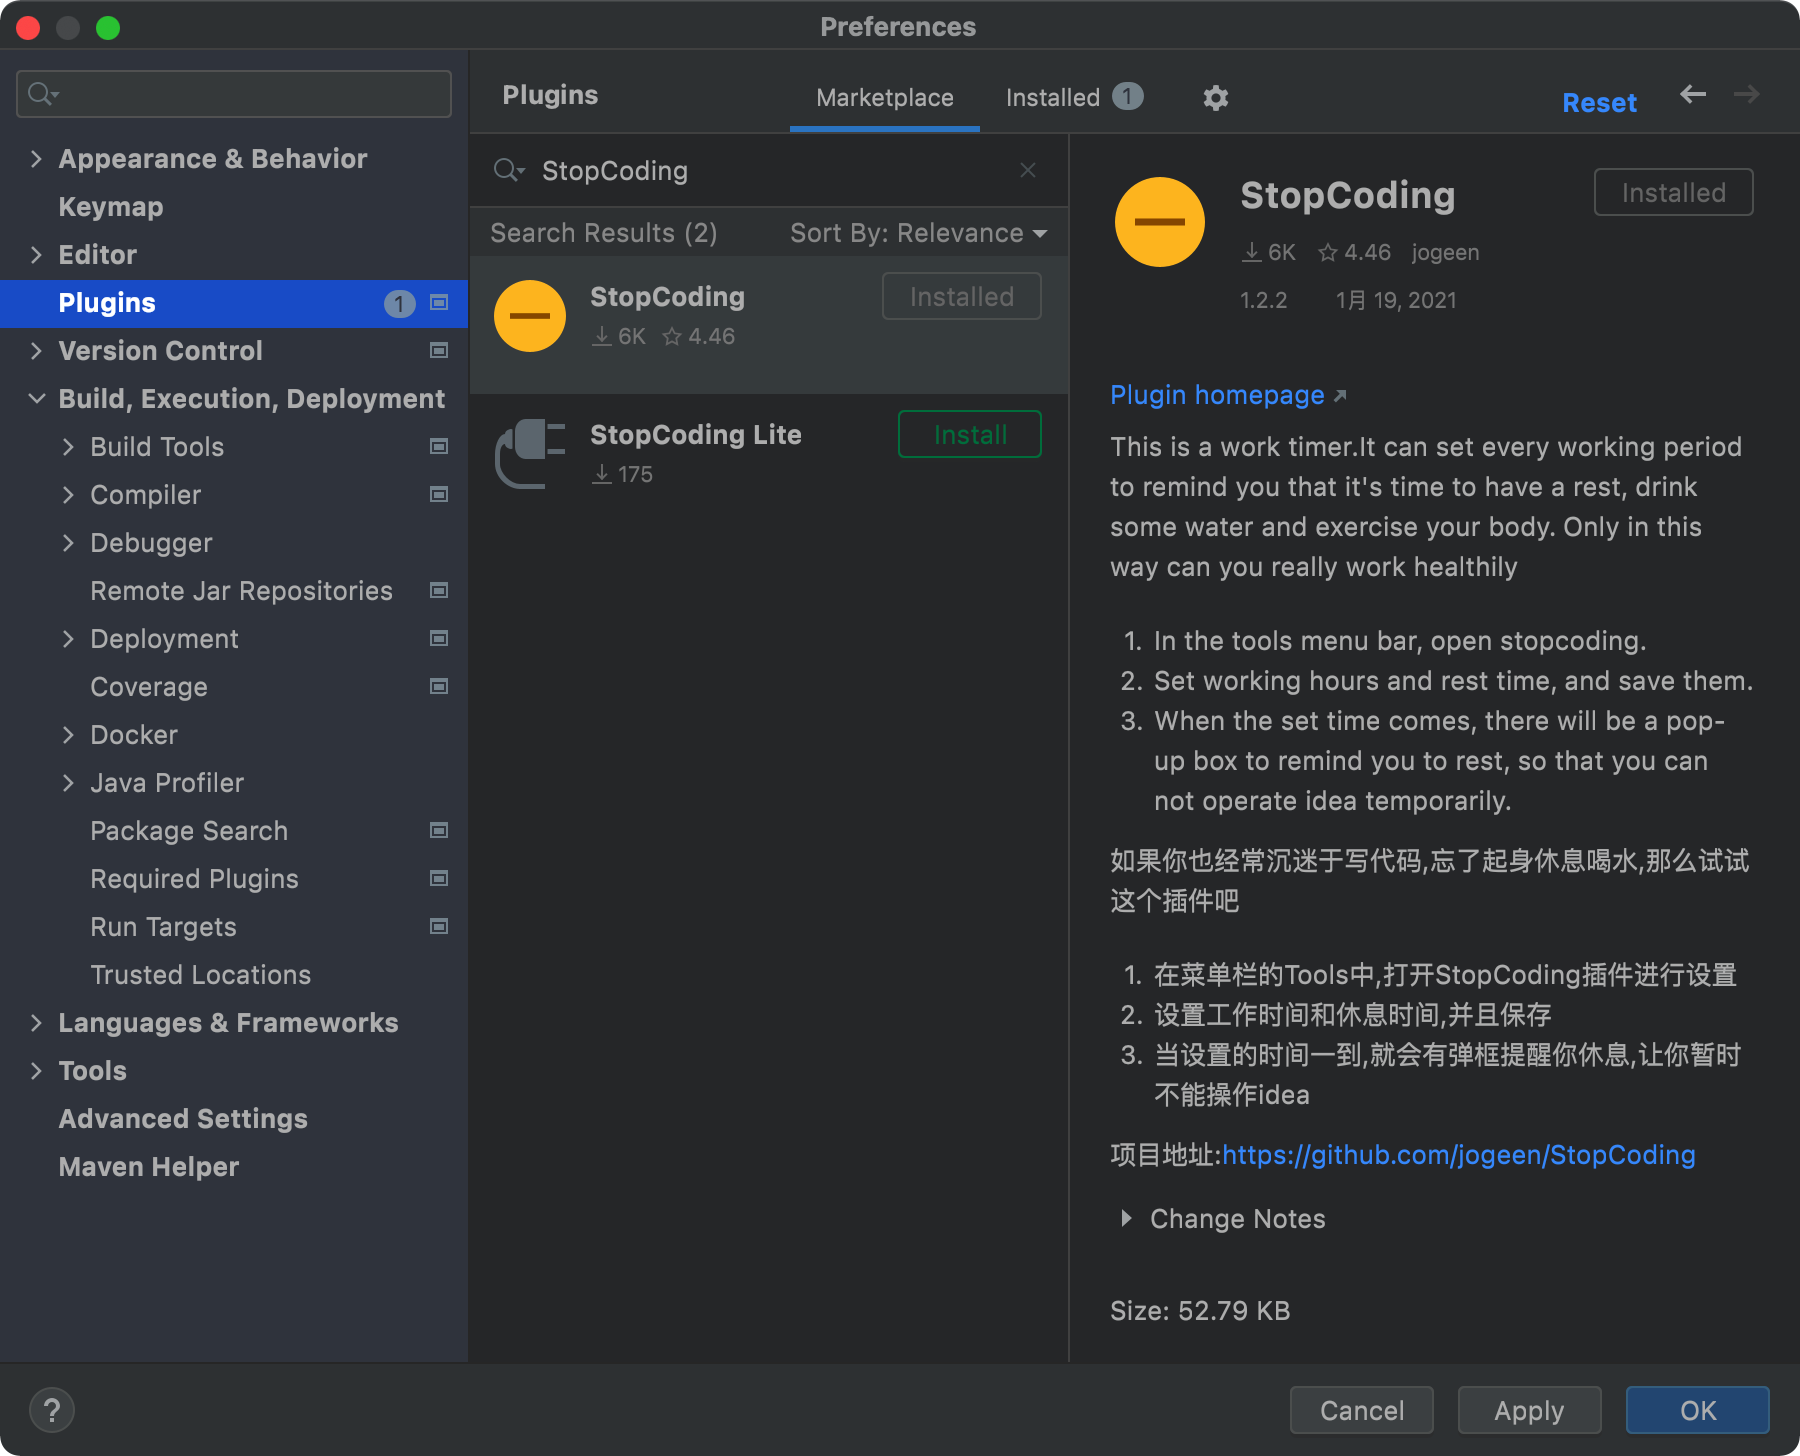 Preferences
Appearance & Behavior
Keymap
Editor
Plugins 1
Version Control
Build, Execution, Deployment
Build Tools
Compiler
Debugger
Remote Jar Repositories
Deployment
Coverage
Docker
Java Profiler
Package Search
Required Plugins
Run Targets
Trusted Locations
Languages & Frameworks
Tools
Advanced Settings
Maven Helper
Plugins
Marketplace
Installed 1
Reset
StopCoding
Search Results (2)
Sort By: Relevance
StopCoding
Installed
6K 4.46
StopCoding Lite
Install
175
StopCoding
Installed
6K 4.46 jogeen
1.2.2 1月 19, 2021
Plugin homepage
This is a work timer.It can set every working period
to remind you that it's time to have a rest, drink
some water and exercise your body. Only in this
way can you really work healthily
1. In the tools menu bar, open stopcoding.
2. Set working hours and rest time, and save them.
3. When the set time comes, there will be a pop-
up box to remind you to rest, so that you can
not operate idea temporarily.
如果你也经常沉迷于写代码,忘了起身休息喝水,那么试试
这个插件吧
1. 在菜单栏的Tools中,打开StopCoding插件进行设置
2. 设置工作时间和休息时间,并且保存
3. 当设置的时间一到,就会有弹框提醒你休息,让你暂时
不能操作idea
项目地址:https://github.com/jogeen/StopCoding
Change Notes
Size: 52.79 KB
?
Cancel
Apply
OK